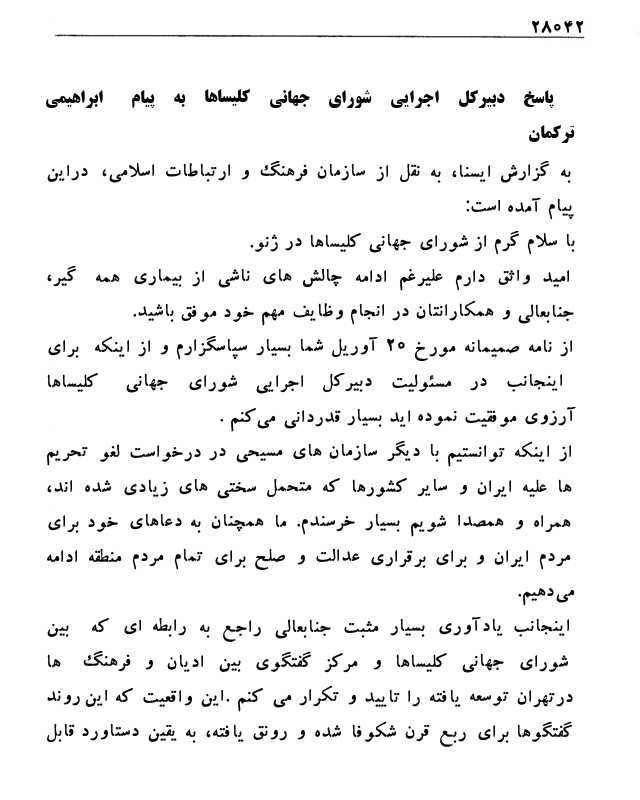 ۲۸۰۴۲
پاسخ دبیرکل اجرایی شورای جهانی کلیساها به پیام ابراهیمی
ترکمان
به گزارش ایسنا، به نقل از سازمان فرهنگ و ارتباطات اسلامی، دراین
پیام آمده است:
با سلام گرم از شورای جهانی کلیساها در ژنو.
امید واثق دارم علیرغم ادامه چالش های ناشی از بیماری همه گیر،
جنابعالی و همکارانتان در انجام وظایف مهم خود موفق باشید.
از نامه صمیمانه مورخ ۲۵ آوریل شما بسیار سپاسگزارم و از اینکه برای
اینجانب در مسئولیت دبیرکل اجرایی شورای جهانی کلیساها
آرزوی موفقیت نموده اید بسیار قدردانی می‌کنم .
از اینکه توانستیم با دیگر سازمان های مسیحی در درخواست لغو تحریم
ها علیه ایران و سایر کشورها که متحمل سختی های زیادی شده اند،
همراه و همصدا شویم بسیار خرسندم. ما همچنان به دعاهای خود برای
مردم ایران و برای برقراری عدالت و صلح برای تمام مردم منطقه ادامه
می‌دهیم.
اینجانب یادآوری بسیار مثبت جنابعالی راجع به رابطه ای که بین
شورای جهانی کلیساها و مرکز گفتگوی بین ادیان و فرهنگ ها
درتهران توسعه یافته را تایید و تکرار می کنم .این واقعیت که این روند
گفتگوها برای ربع قرن شکوفا شده و رونق یافته، به یقین دستاورد قابل